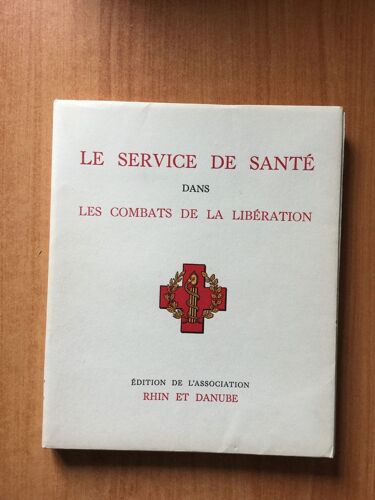 LE SERVICE DE SANTÉ
DANS
LES COMBATS DE LA LIBÉRATION
ÉDITION DE L'ASSOCIATION
RHIN ET DANUBE